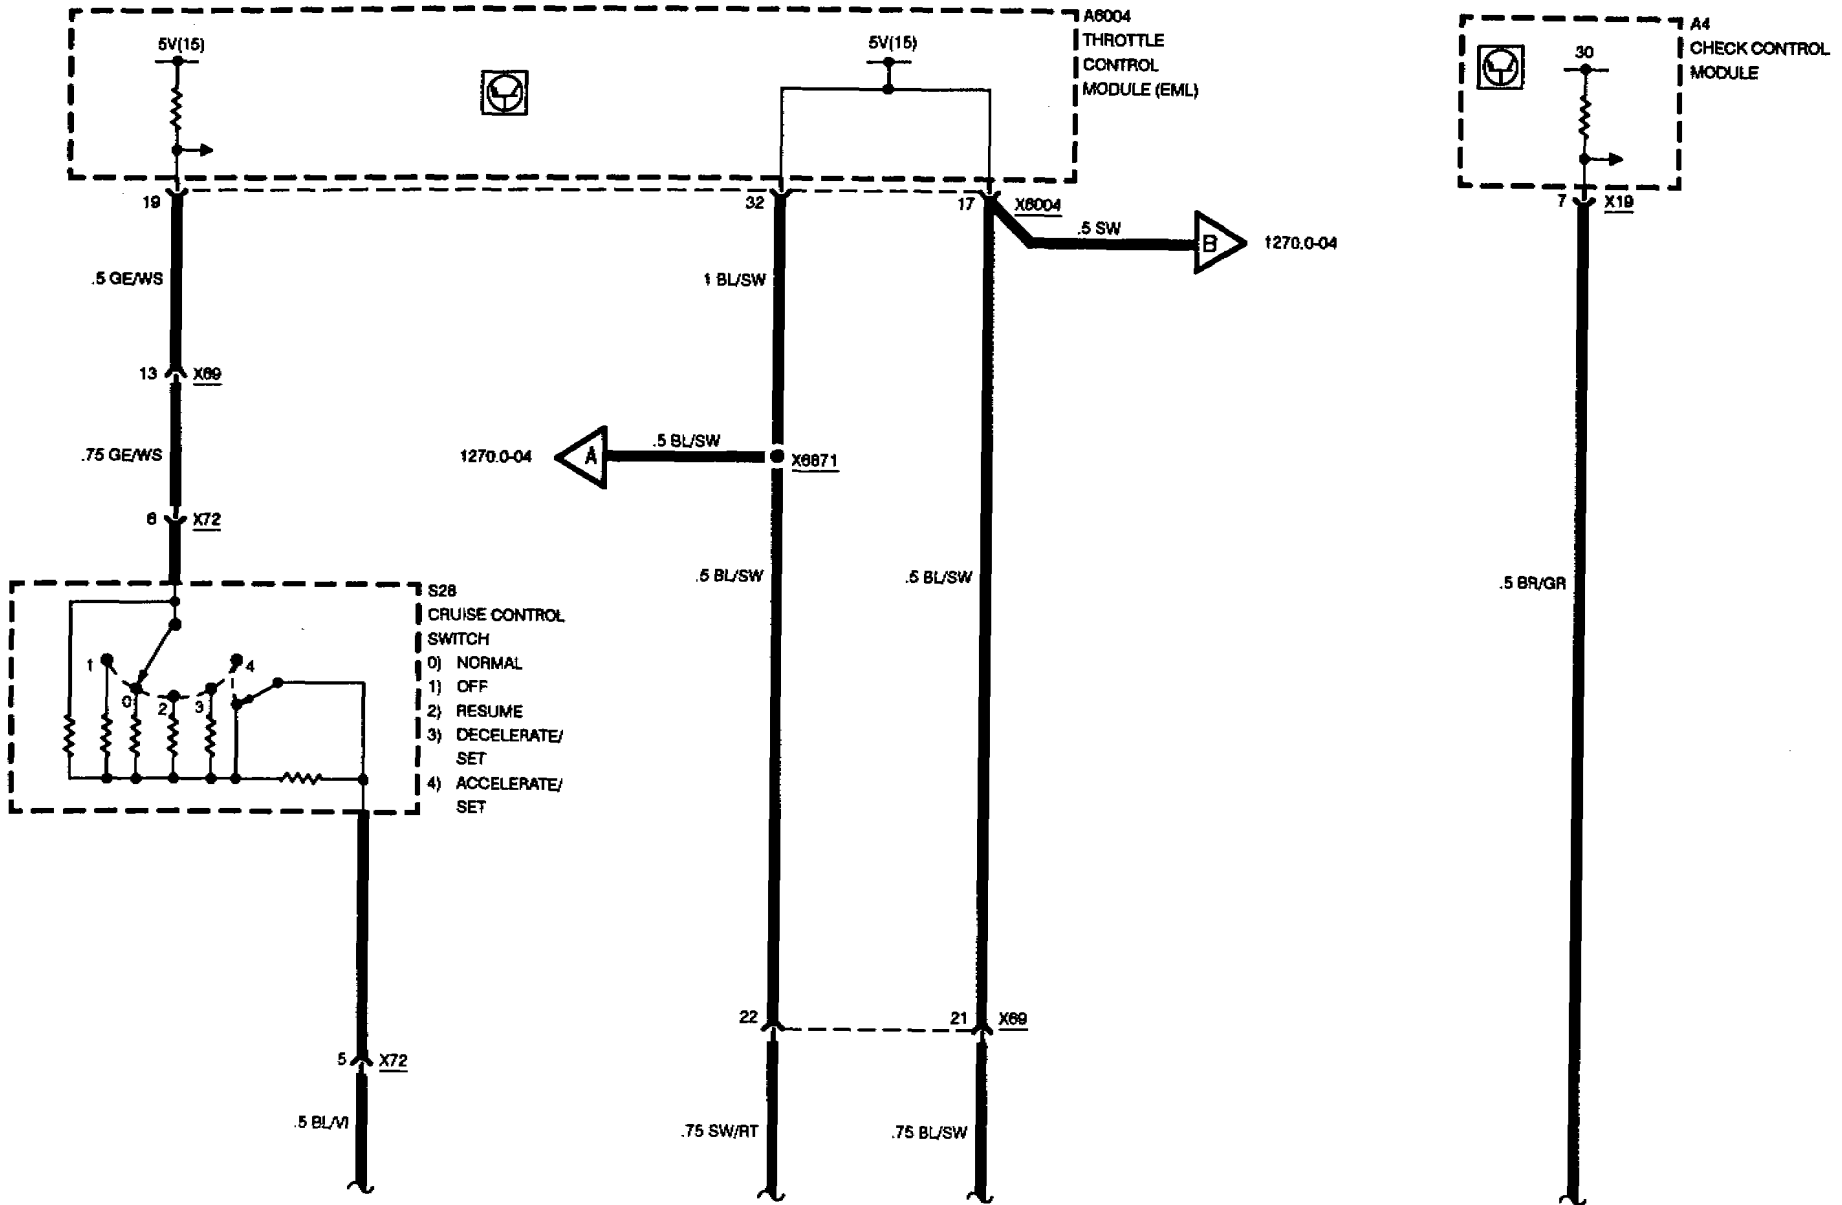 A6004
THROTTLE
CONTROL
MODULE (EML)
5V(15)
5V(15)
A4
CHECK CONTROL
MODULE
30
19
32
17
X6004
7
X19
.5 SW
B
1270.0-04
.5 GE/WS
1 BL/SW
13
X69
1270.0-04
A
.5 BL/SW
X6871
.75 GE/WS
6
X72
.5 BL/SW
.5 BL/SW
.5 BR/GR
S28
CRUISE CONTROL
SWITCH
0) NORMAL
1) OFF
2) RESUME
3) DECELERATE/
SET
4) ACCELERATE/
SET
1
0
2
3
4
22
21
X69
5
X72
.5 BL/VI
.75 SW/RT
.75 BL/SW